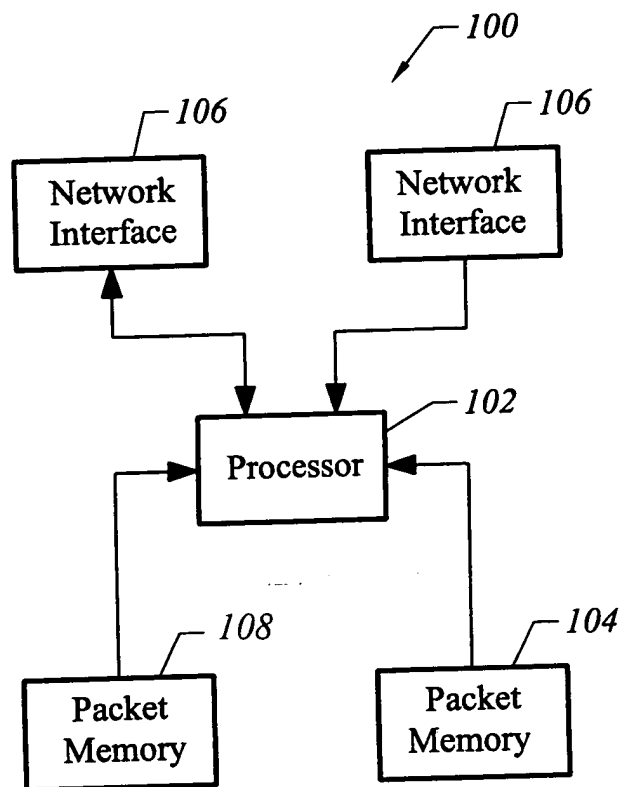 100
106
106
Network
Interface
Network
Interface
102
Processor
108
104
Packet
Memory
Packet
Memory